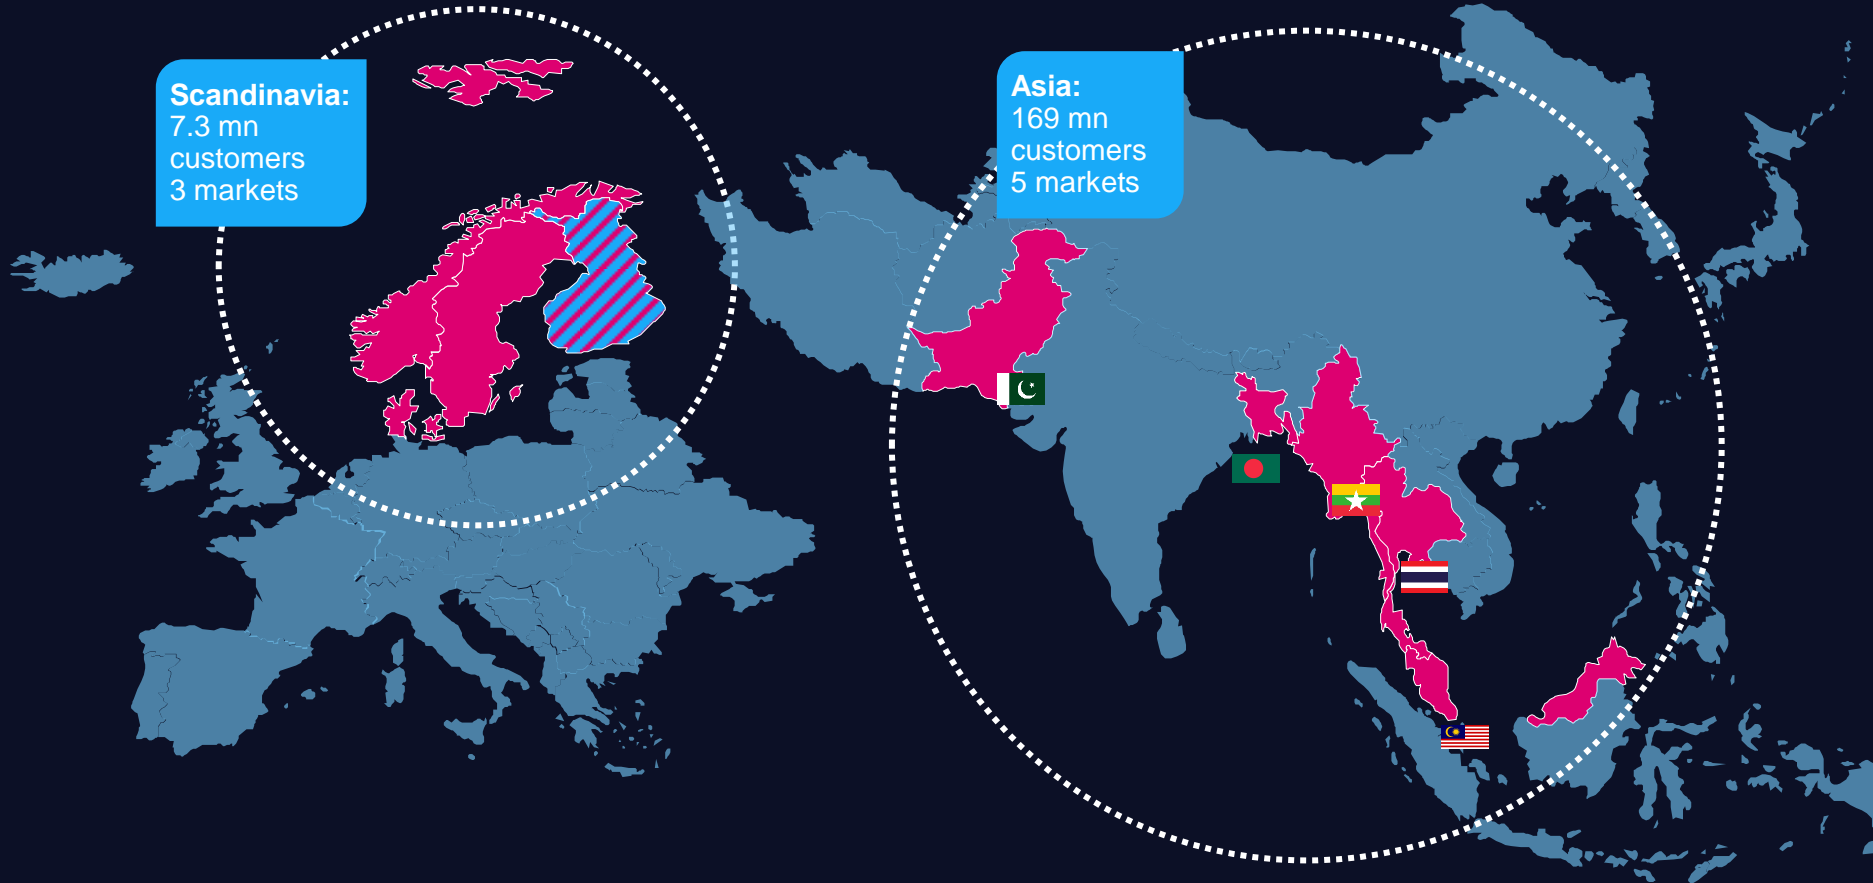 Scandinavia:
7.3 mn
customers
3 markets
Asia:
169 mn
customers
5 markets